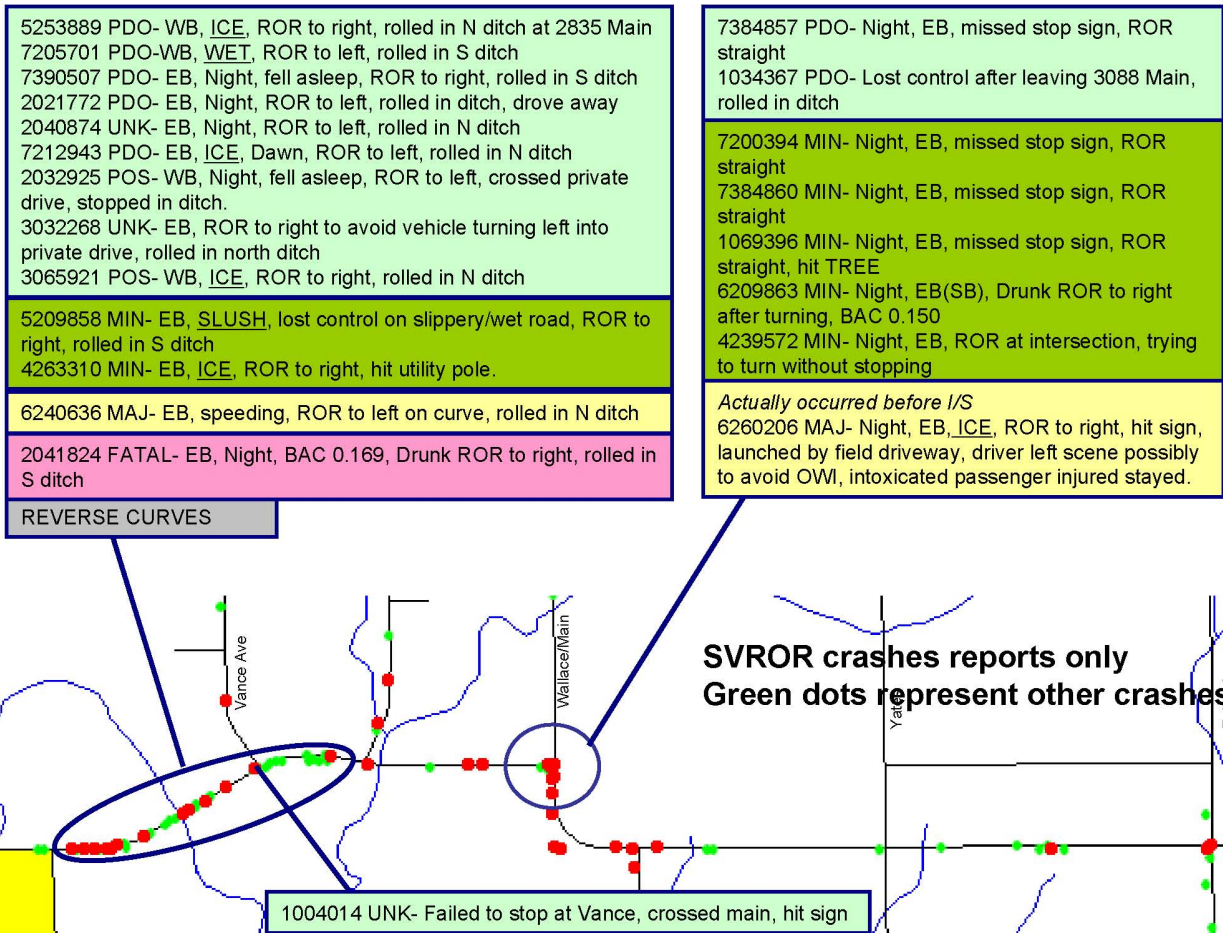 5253889 PDO- WB, ICE, ROR to right, rolled in N ditch at 2835 Main
7205701 PDO-WB, WET, ROR to left, rolled in S ditch
7390507 PDO- EB, Night, fell asleep, ROR to right, rolled in S ditch
2021772 PDO- EB, Night, ROR to left, rolled in ditch, drove away
2040874 UNK- EB, Night, ROR to left, rolled in N ditch
7212943 PDO- EB, ICE, Dawn, ROR to left, rolled in N ditch
2032925 POS- WB, Night, fell asleep, ROR to left, crossed private
drive, stopped in ditch.
3032268 UNK- EB, ROR to right to avoid vehicle turning left into
private drive, rolled in north ditch
3065921 POS- WB, ICE, ROR to right, rolled in N ditch
5209858 MIN- EB, SLUSH, lost control on slippery/wet road, ROR to
right, rolled in S ditch
4263310 MIN- EB, ICE, ROR to right, hit utility pole.
6240636 MAJ- EB, speeding, ROR to left on curve, rolled in N ditch
2041824 FATAL- EB, Night, BAC 0.169, Drunk ROR to right, rolled in
S ditch
REVERSE CURVES
7384857 PDO- Night, EB, missed stop sign, ROR
straight
1034367 PDO- Lost control after leaving 3088 Main,
rolled in ditch
7200394 MIN- Night, EB, missed stop sign, ROR
straight
7384860 MIN- Night, EB, missed stop sign, ROR
straight
1069396 MIN- Night, EB, missed stop sign, ROR
straight, hit TREE
6209863 MIN- Night, EB(SB), Drunk ROR to right
after turning, BAC 0.150
4239572 MIN- Night, EB, ROR at intersection, trying
to turn without stopping
Actually occurred before I/S
6260206 MAJ- Night, EB, ICE, ROR to right, hit sign,
launched by field driveway, driver left scene possibly
to avoid OWI, intoxicated passenger injured stayed.
Vance Ave
Wallace/Main
SVROR crashes reports only
Green dots represent other crashes
1004014 UNK- Failed to stop at Vance, crossed main, hit sign